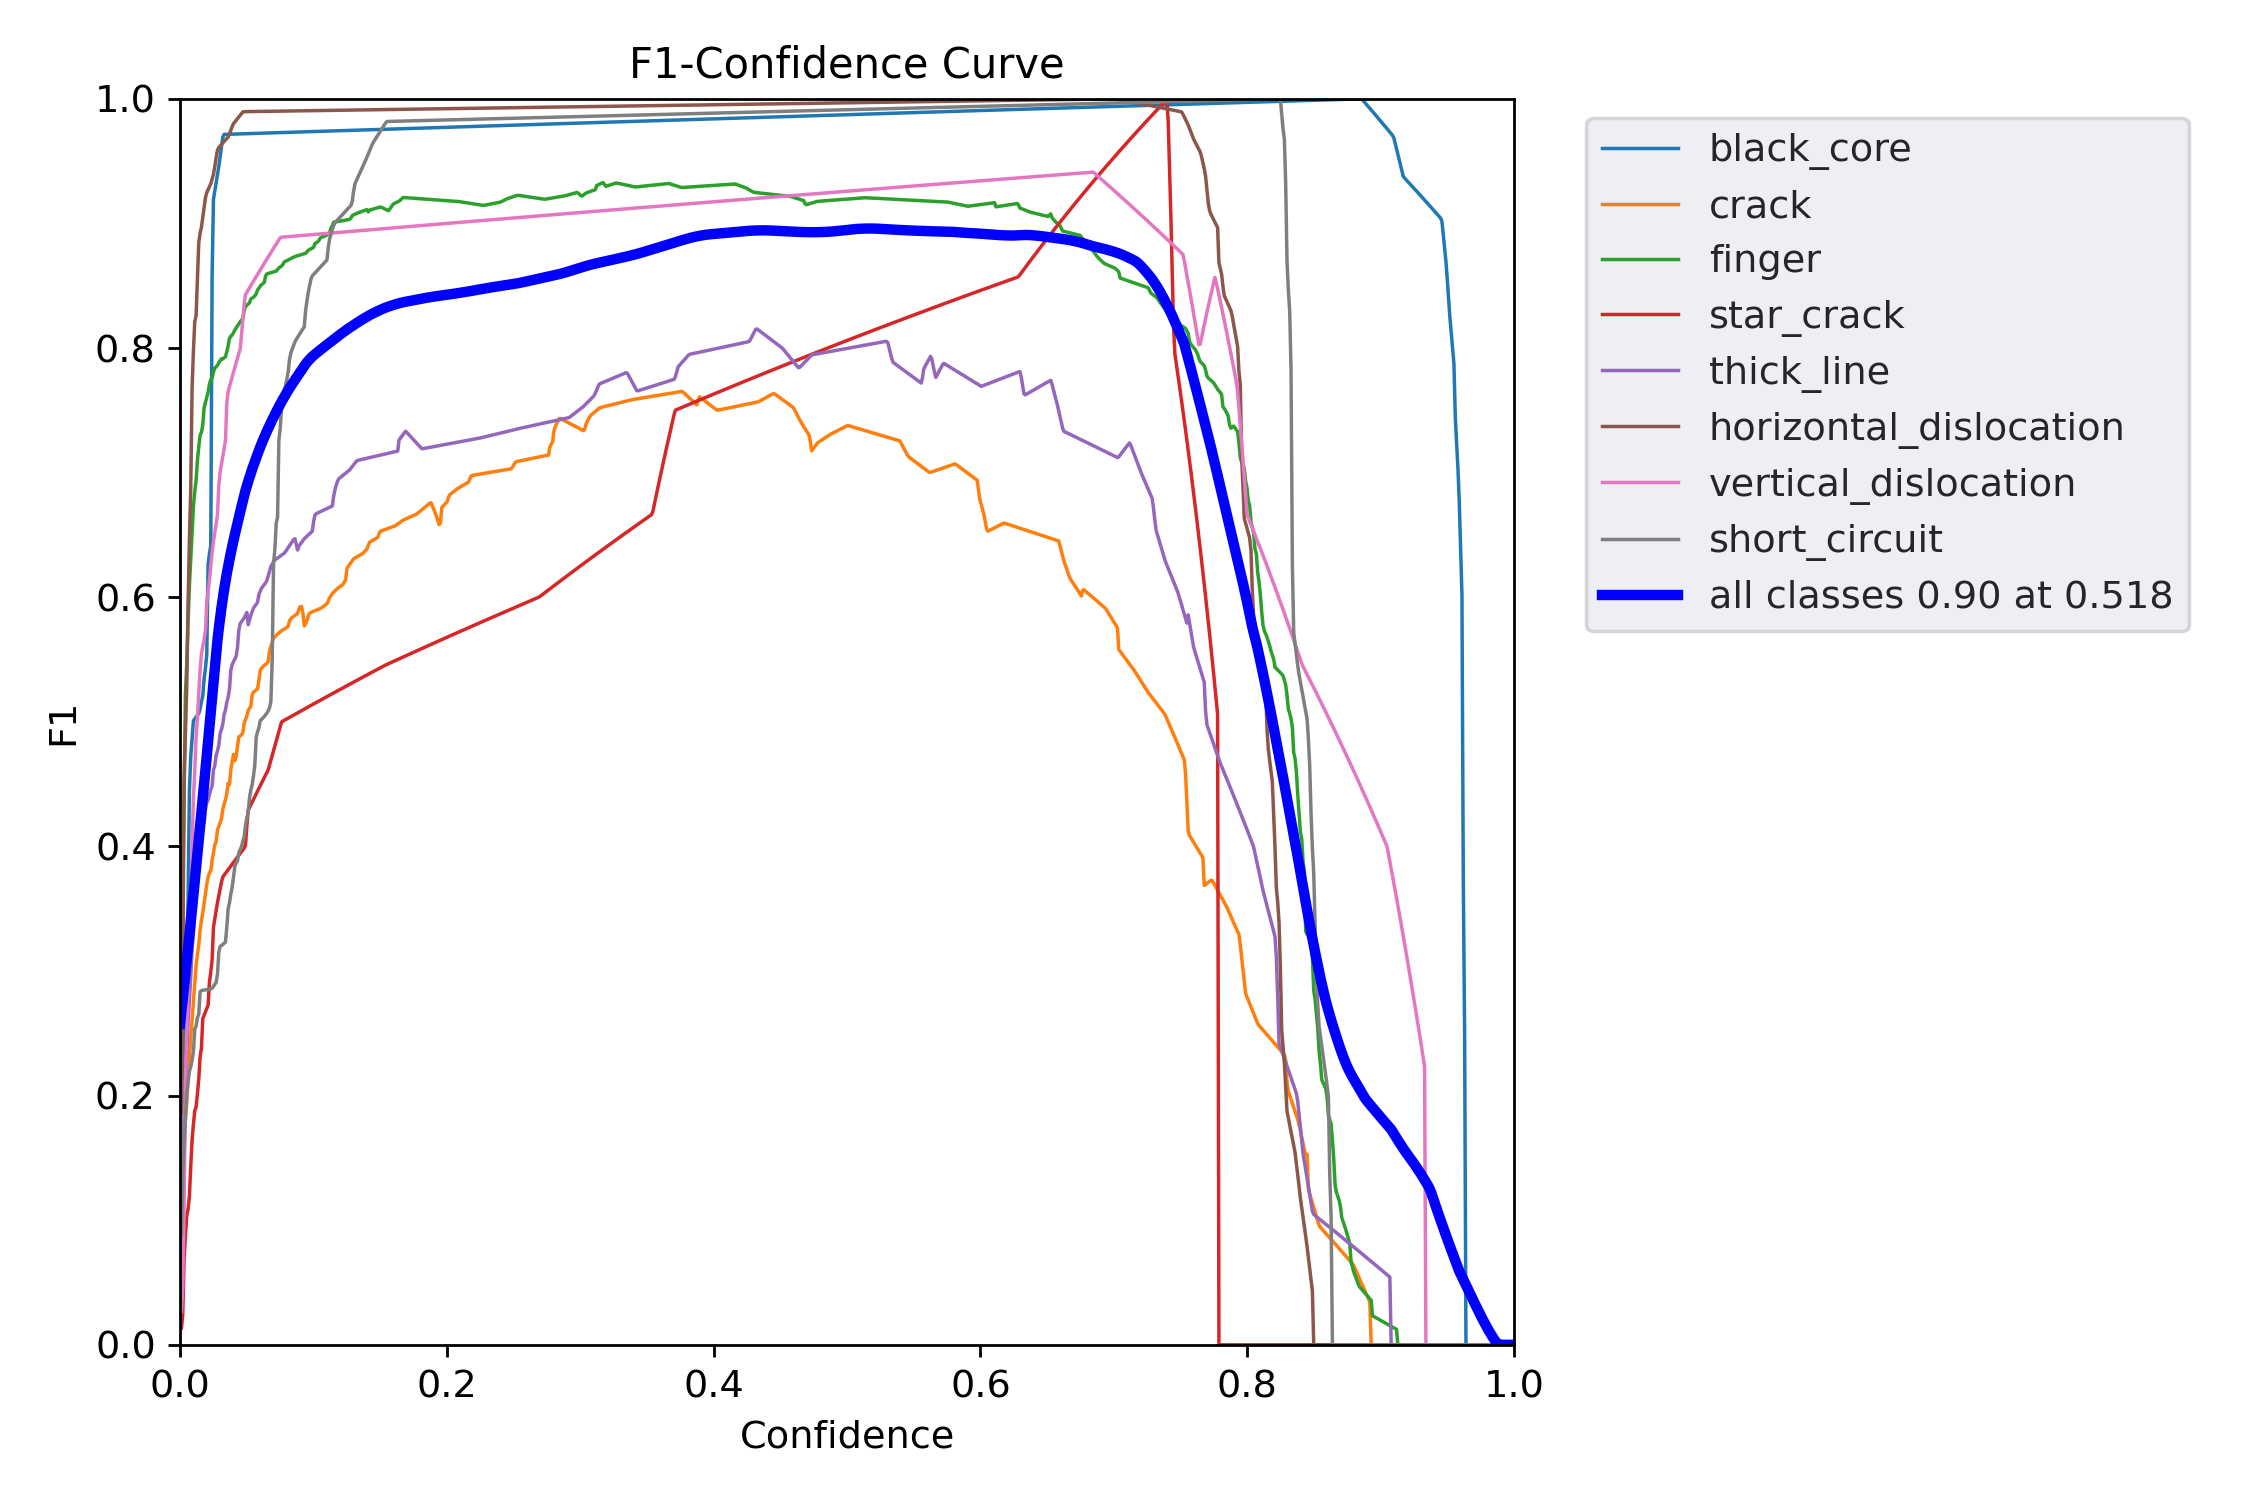 F1-Confidence Curve
1.0
0.8
0.6
0.4
0.2
0.0
F1
0.0 0.2 0.4 0.6 0.8 1.0
Confidence
black_core
crack
finger
star_crack
thick_line
horizontal_dislocation
vertical_dislocation
short_circuit
all classes 0.90 at 0.518